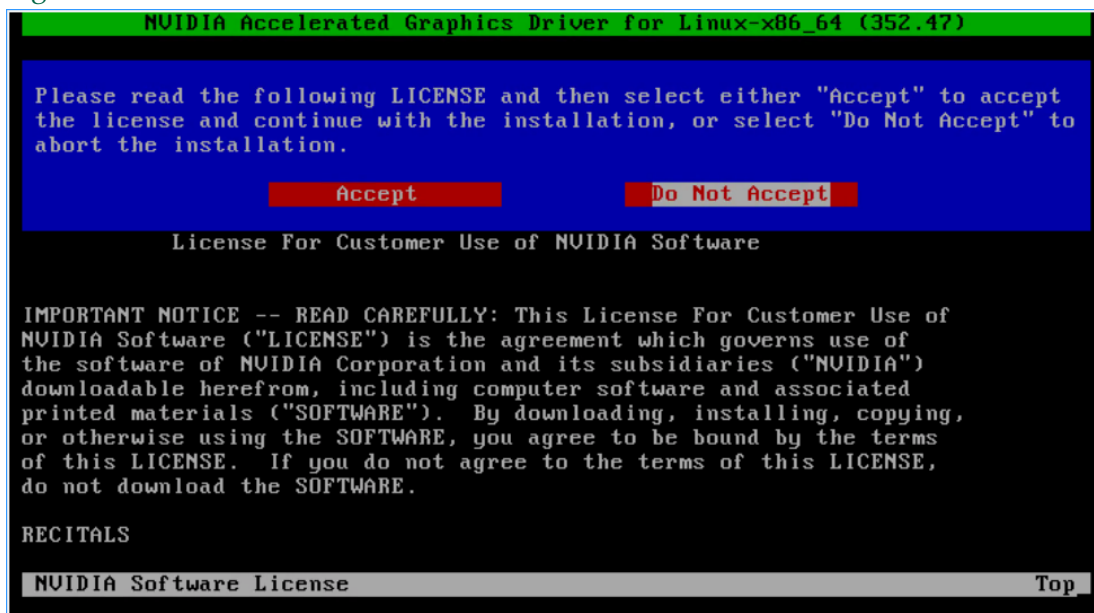 NVIDIA Accelerated Graphics Driver for Linux-x86_64 (352.47)
Please read the following LICENSE and then select either "Accept" to accept
the license and continue with the installation, or select "Do Not Accept" to
abort the installation.
Accept Do Not Accept
License For Customer Use of NVIDIA Software
IMPORTANT NOTICE -- READ CAREFULLY: This License For Customer Use of
NVIDIA Software ("LICENSE") is the agreement which governs use of
the software of NVIDIA Corporation and its subsidiaries ("NVIDIA")
downloadable herefrom, including computer software and associated
printed materials ("SOFTWARE").  By downloading, installing, copying,
or otherwise using the SOFTWARE, you agree to be bound by the terms
of this LICENSE.  If you do not agree to the terms of this LICENSE,
do not download the SOFTWARE.
RECITALS
NVIDIA Software License Top